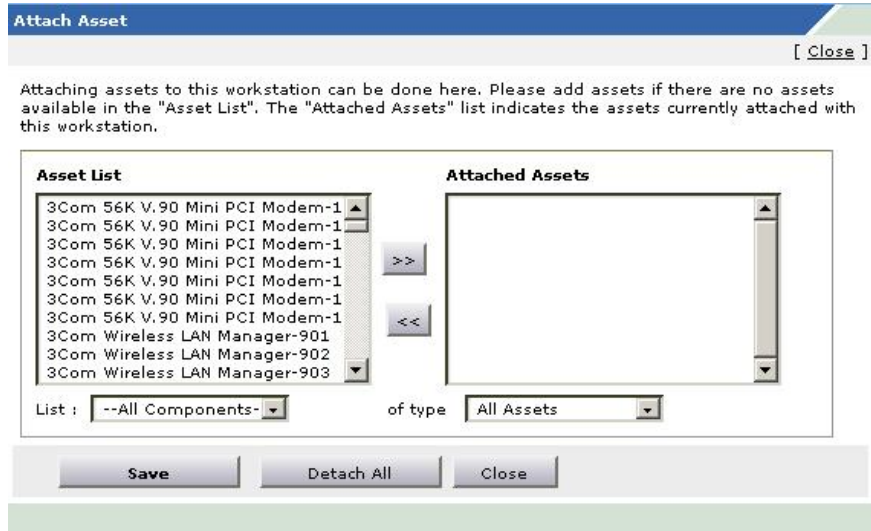 Attach Asset
[ Close ]
Attaching assets to this workstation can be done here. Please add assets if there are no assets
available in the "Asset List". The "Attached Assets" list indicates the assets currently attached with
this workstation.
Asset List
Attached Assets
3Com 56K V.90 Mini PCI Modem-1
3Com 56K V.90 Mini PCI Modem-1
3Com 56K V.90 Mini PCI Modem-1
3Com 56K V.90 Mini PCI Modem-1
3Com 56K V.90 Mini PCI Modem-1
3Com 56K V.90 Mini PCI Modem-1
3Com 56K V.90 Mini PCI Modem-1
3Com Wireless LAN Manager-901
3Com Wireless LAN Manager-902
3Com Wireless LAN Manager-903
>>
<<
List : --All Components- of type All Assets
Save Detach All Close